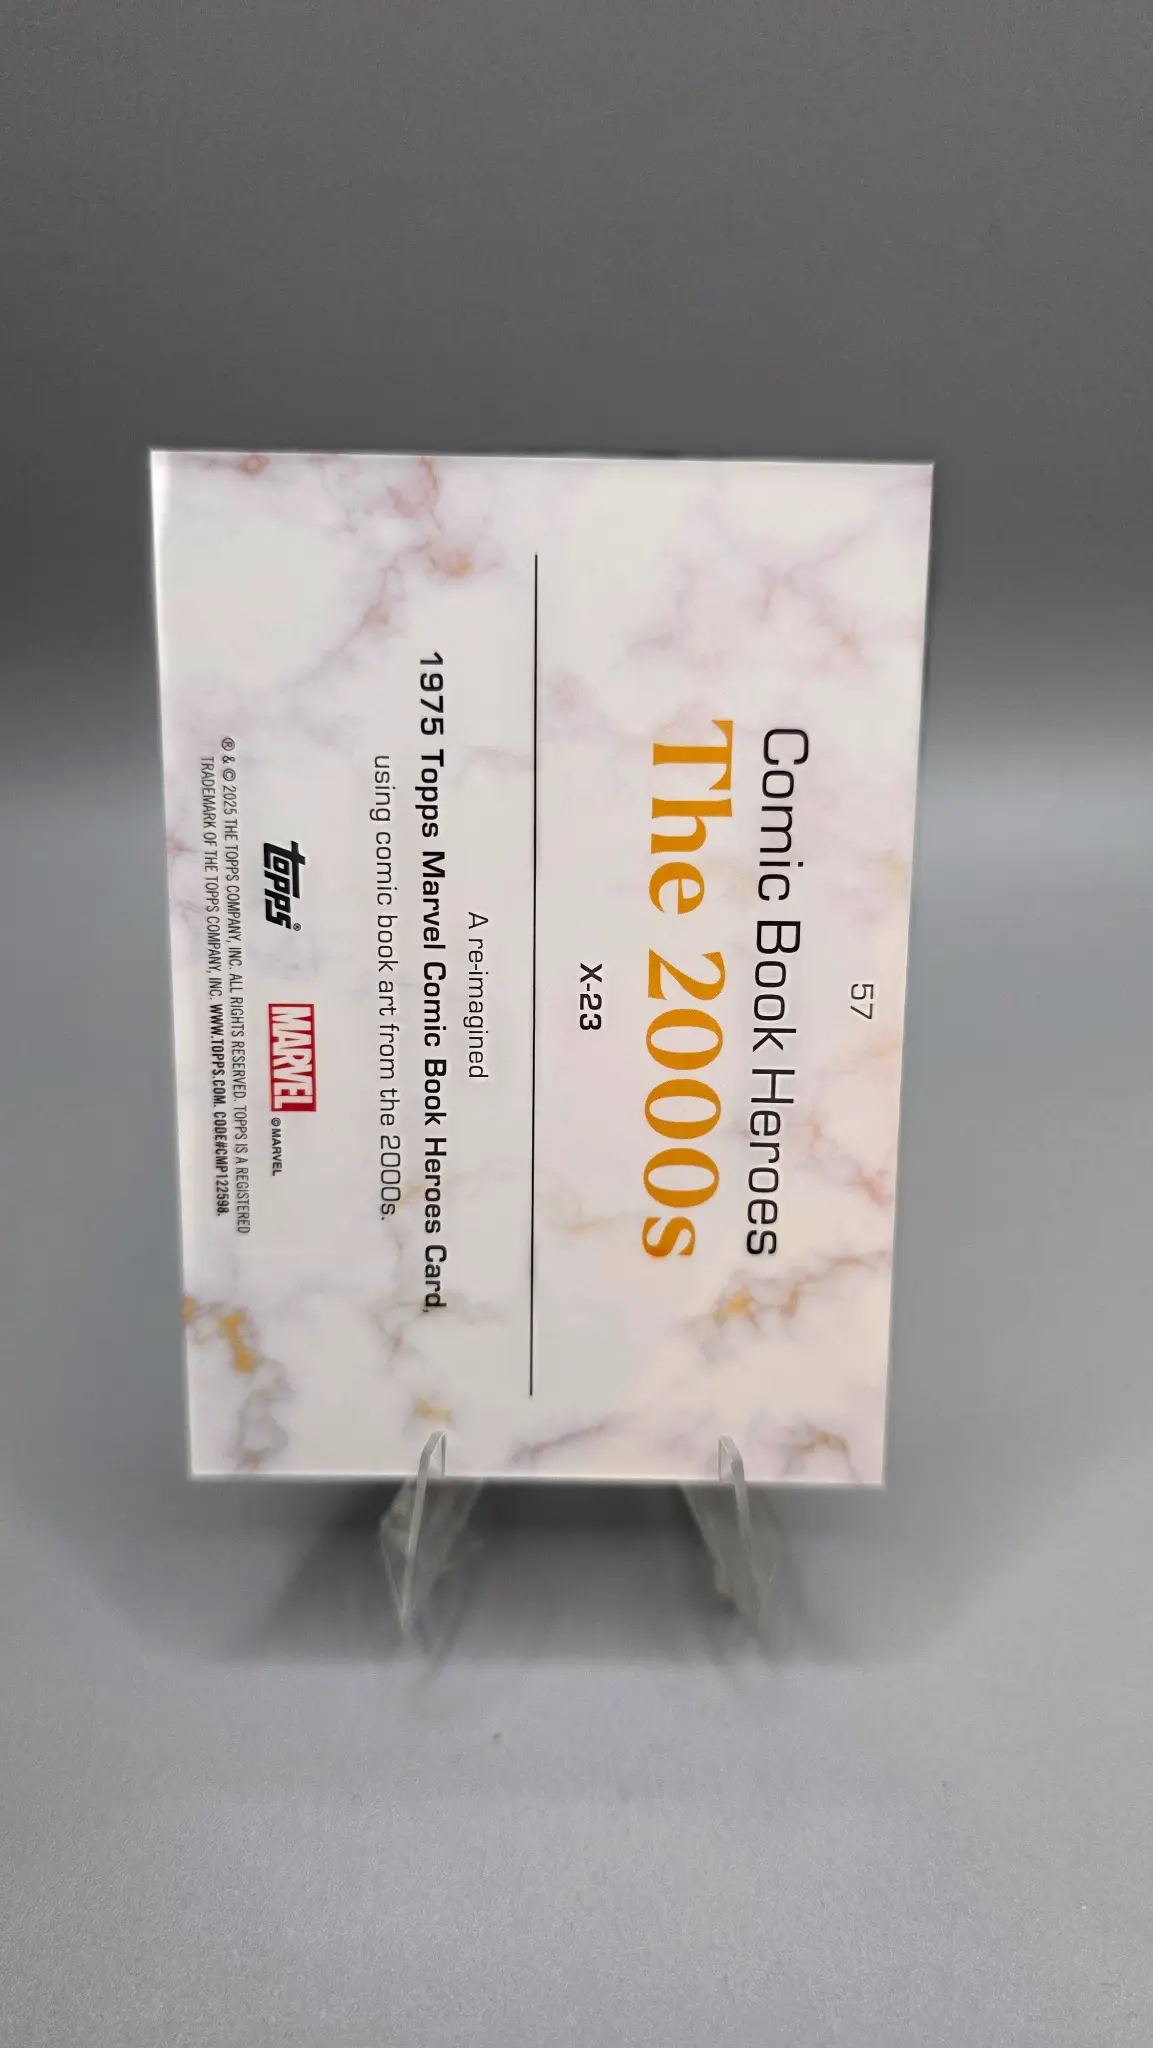 57
Comic Book Heroes
The 2000s
X-23
A re-imagined
1975 Topps Marvel Comic Book Heroes Card,
using comic book art from the 2000s.
topps®
MARVEL
© MARVEL
® & © 2025 THE TOPPS COMPANY, INC. ALL RIGHTS RESERVED. TOPPS IS A REGISTERED
TRADEMARK OF THE TOPPS COMPANY, INC. WWW.TOPPS.COM. CODE#CMP122598.